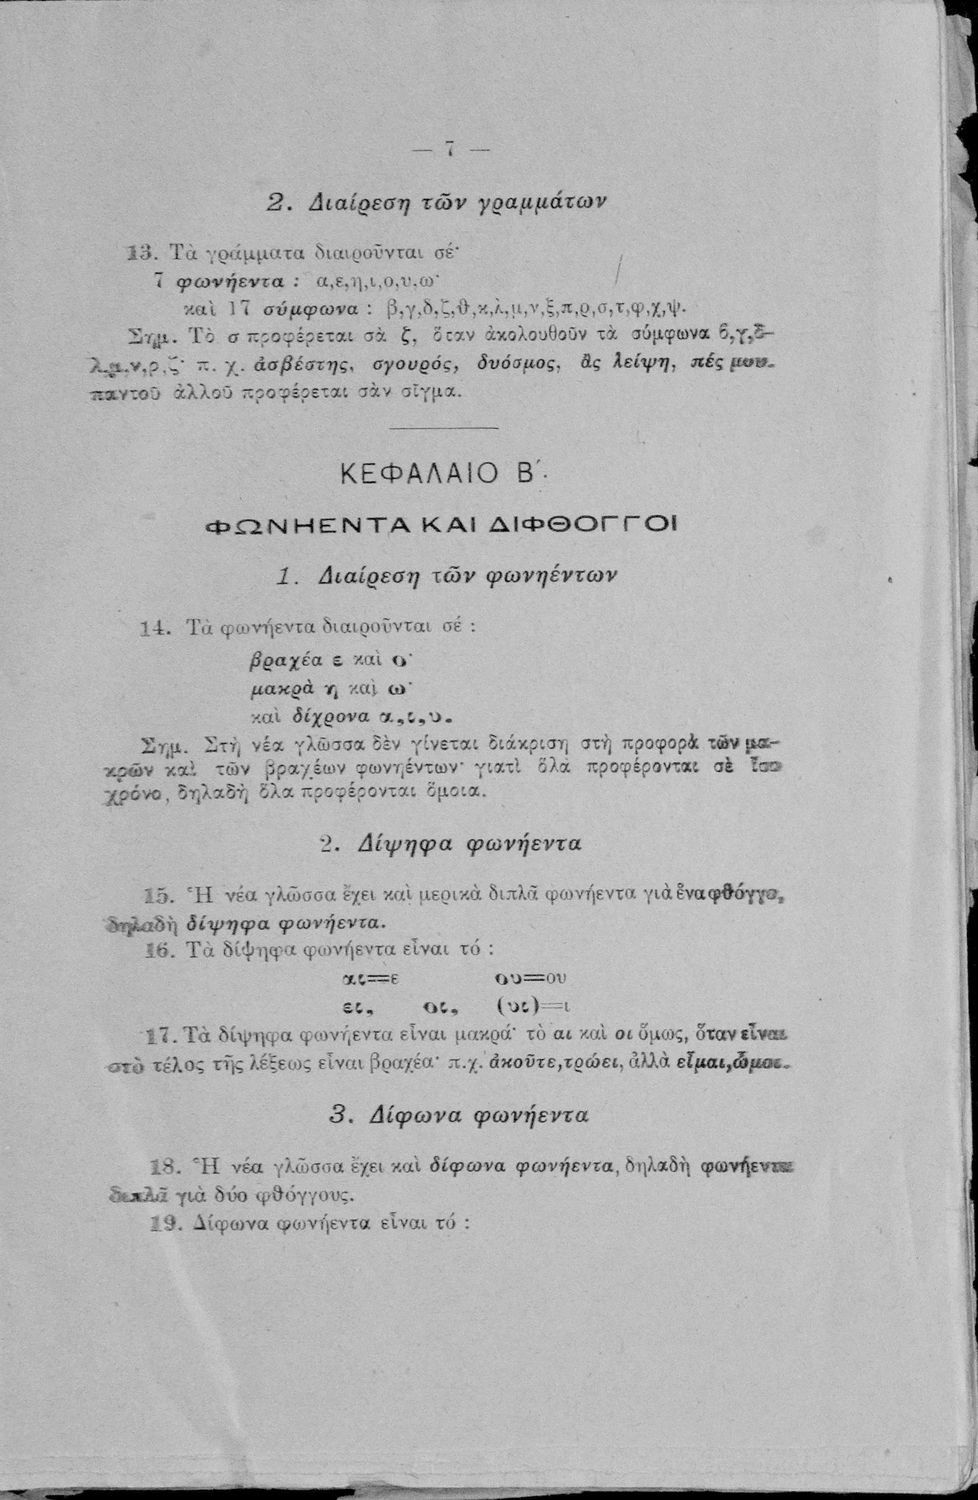 — 7 —
2. Διαίρεση τῶν γραμμάτων
13. Τὰ γράμματα διαιροῦνται σέ·
7 φωνήεντα : α,ε,η,ι,ο,υ,ω·
καὶ 17 σύμφωνα : β,γ,δ,ζ,θ,κ,λ,μ,ν,ξ,π,ρ,σ,τ,φ,χ,ψ.
Σημ. Τὸ σ προφέρεται σὰ ζ, ὅταν ἀκολουθοῦν τὰ σύμφωνα β,γ,δ-
λ,μ,ν,ρ,ζ· π. χ. ἀσβέστης, σγουρός, δυόσμος, ἂς λείψη, πές μου.
παντοῦ ἀλλοῦ προφέρεται σὰν σῖγμα.
ΚΕΦΑΛΑΙΟ Β΄.
ΦΩΝΗΕΝΤΑ ΚΑΙ ΔΙΦΘΟΓΓΟΙ
1. Διαίρεση τῶν φωνηέντων
14. Τὰ φωνήεντα διαιροῦνται σέ :
βραχέα ε καὶ ο·
μακρὰ η καὶ ω·
καὶ δίχρονα α,ι,υ.
Σημ. Στὴ νέα γλῶσσα δὲν γίνεται διάκριση στὴ προφορὰ τῶν μα-
κρῶν καὶ τῶν βραχέων φωνηέντων· γιατὶ ὅλα προφέρονται σὲ ἴσο
χρόνο, δηλαδὴ ὅλα προφέρονται ὅμοια.
2. Δίψηφα φωνήεντα
15. Ἡ νέα γλῶσσα ἔχει καὶ μερικὰ διπλᾶ φωνήεντα γιὰ ἕνα φθόγγο,
δηλαδὴ δίψηφα φωνήεντα.
16. Τὰ δίψηφα φωνήεντα εἶναι τό :
αι=ε ου=ου
ει, οι, (υι)=ι
17. Τὰ δίψηφα φωνήεντα εἶναι μακρά· τὸ αι καὶ οι ὅμως, ὅταν εἶναι
στὸ τέλος τῆς λέξεως εἶναι βραχέα· π.χ. ἀκοῦτε,τρώει, ἀλλὰ εἶμαι,ὦμοι.
3. Δίφωνα φωνήεντα
18. Ἡ νέα γλῶσσα ἔχει καὶ δίφωνα φωνήεντα, δηλαδὴ φωνήεντα
διπλᾶ γιὰ δύο φθόγγους.
19. Δίφωνα φωνήεντα εἶναι τό :